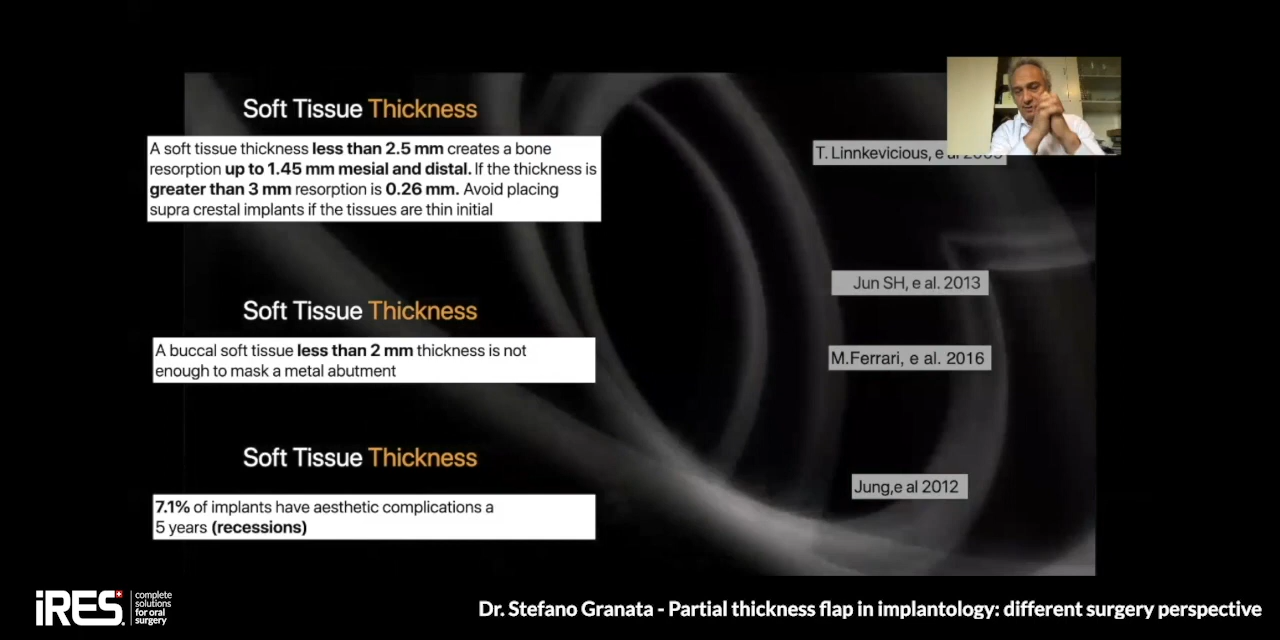 Soft Tissue Thickness
A soft tissue thickness less than 2.5 mm creates a bone
resorption up to 1.45 mm mesial and distal. If the thickness is
greater than 3 mm resorption is 0.26 mm. Avoid placing
supra crestal implants if the tissues are thin initial
T. Linnkevicious, e
Soft Tissue Thickness
A buccal soft tissue less than 2 mm thickness is not
enough to mask a metal abutment
Jun SH, e al. 2013
M.Ferrari, e al. 2016
Soft Tissue Thickness
7.1% of implants have aesthetic complications a
5 years (recessions)
Jung,e al 2012
iRES
complete
solutions
for oral
surgery
Dr. Stefano Granata - Partial thickness flap in implantology: different surgery perspective